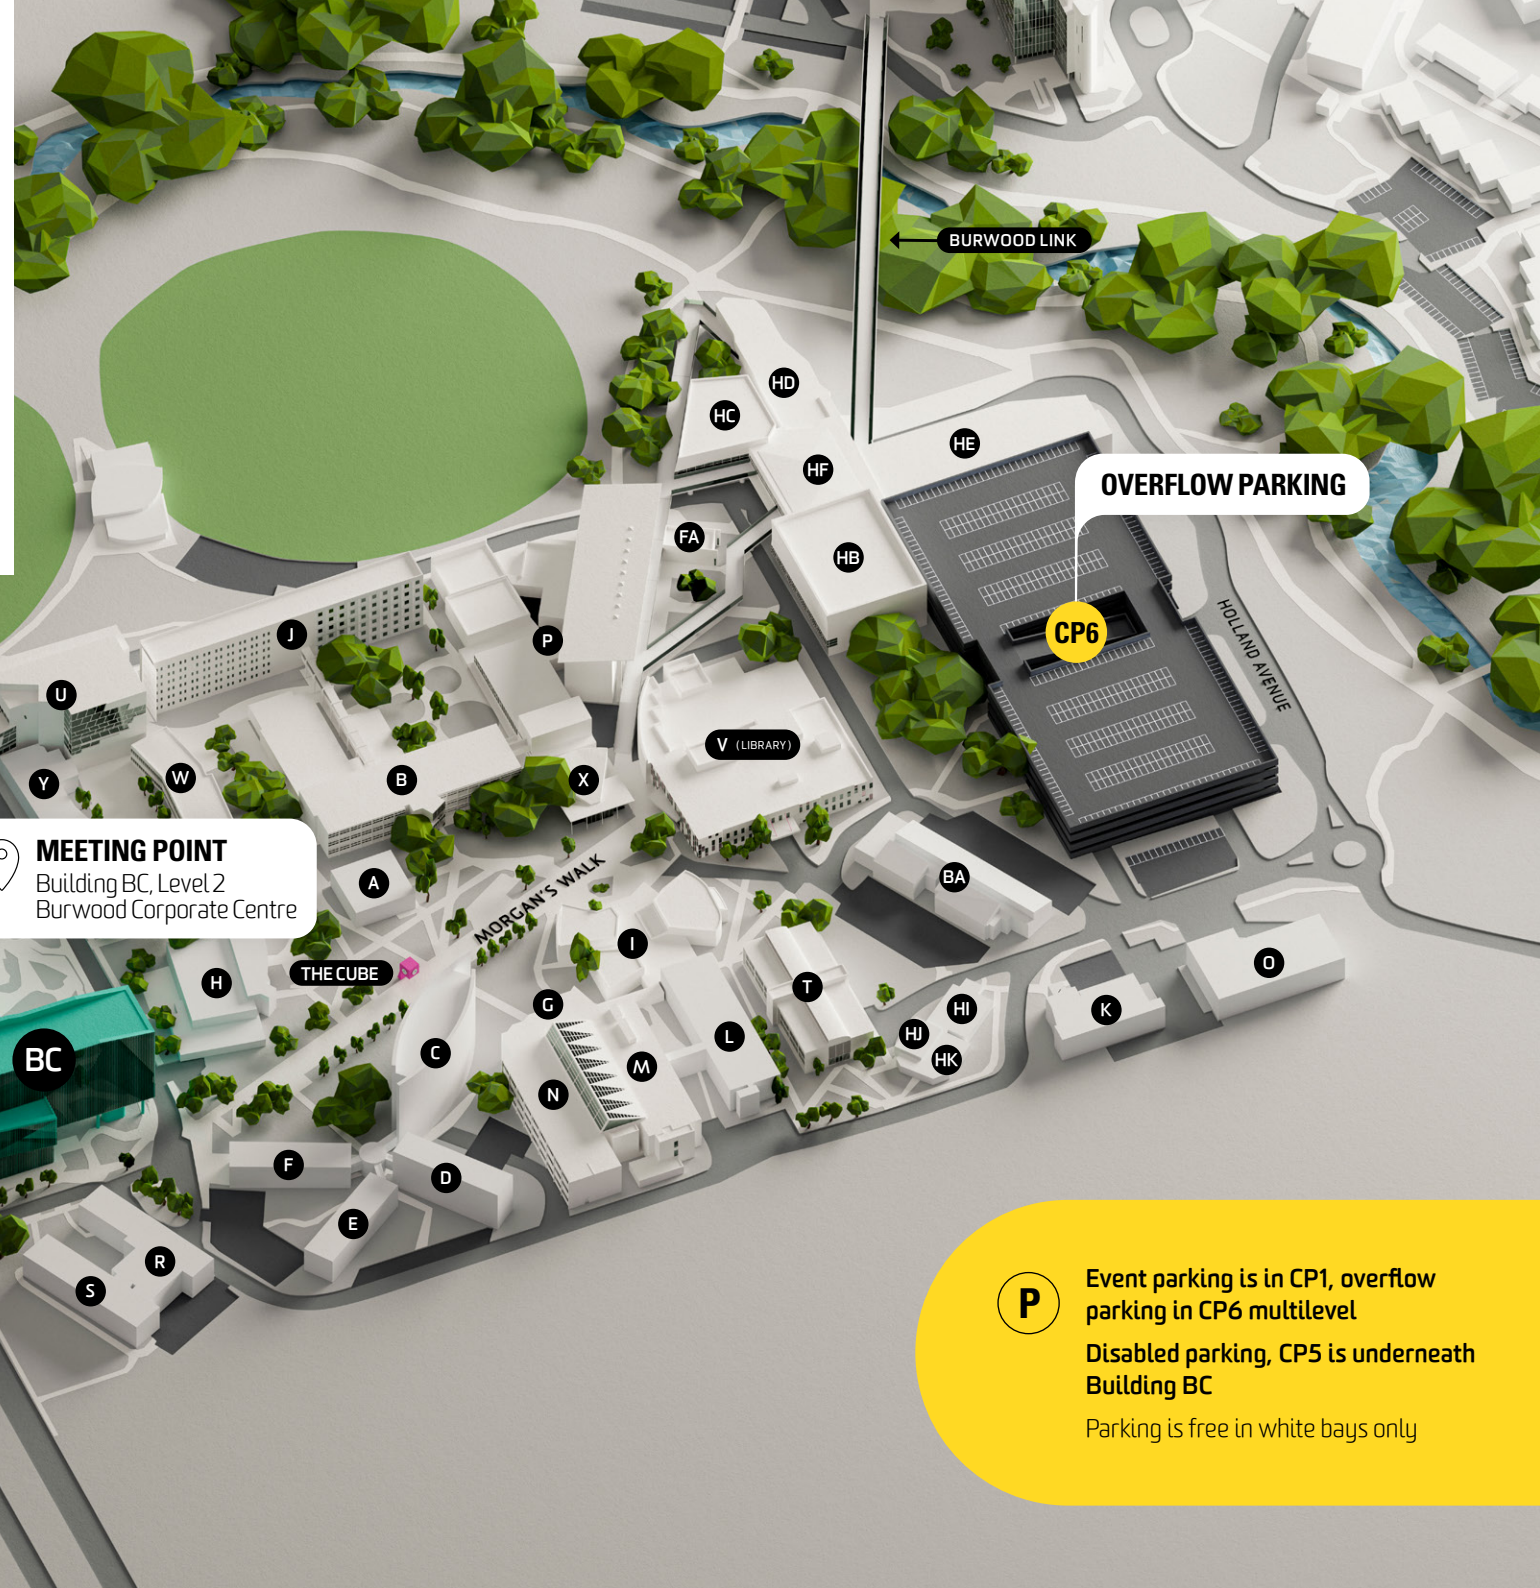 BURWOOD LINK
HD
HC
HE
HF
OVERFLOW PARKING
FA
HB
CP6
HOLLAND AVENUE
J
P
U
V (LIBRARY)
W
B
X
Y
MEETING POINT
Building BC, Level 2
Burwood Corporate Centre
A
BA
MORGAN'S WALK
I
O
THE CUBE
H
T
G
HI
K
HJ
L
C
BC
HK
M
N
F
D
E
R
S
P
Event parking is in CP1, overflow
parking in CP6 multilevel
Disabled parking, CP5 is underneath
Building BC
Parking is free in white bays only